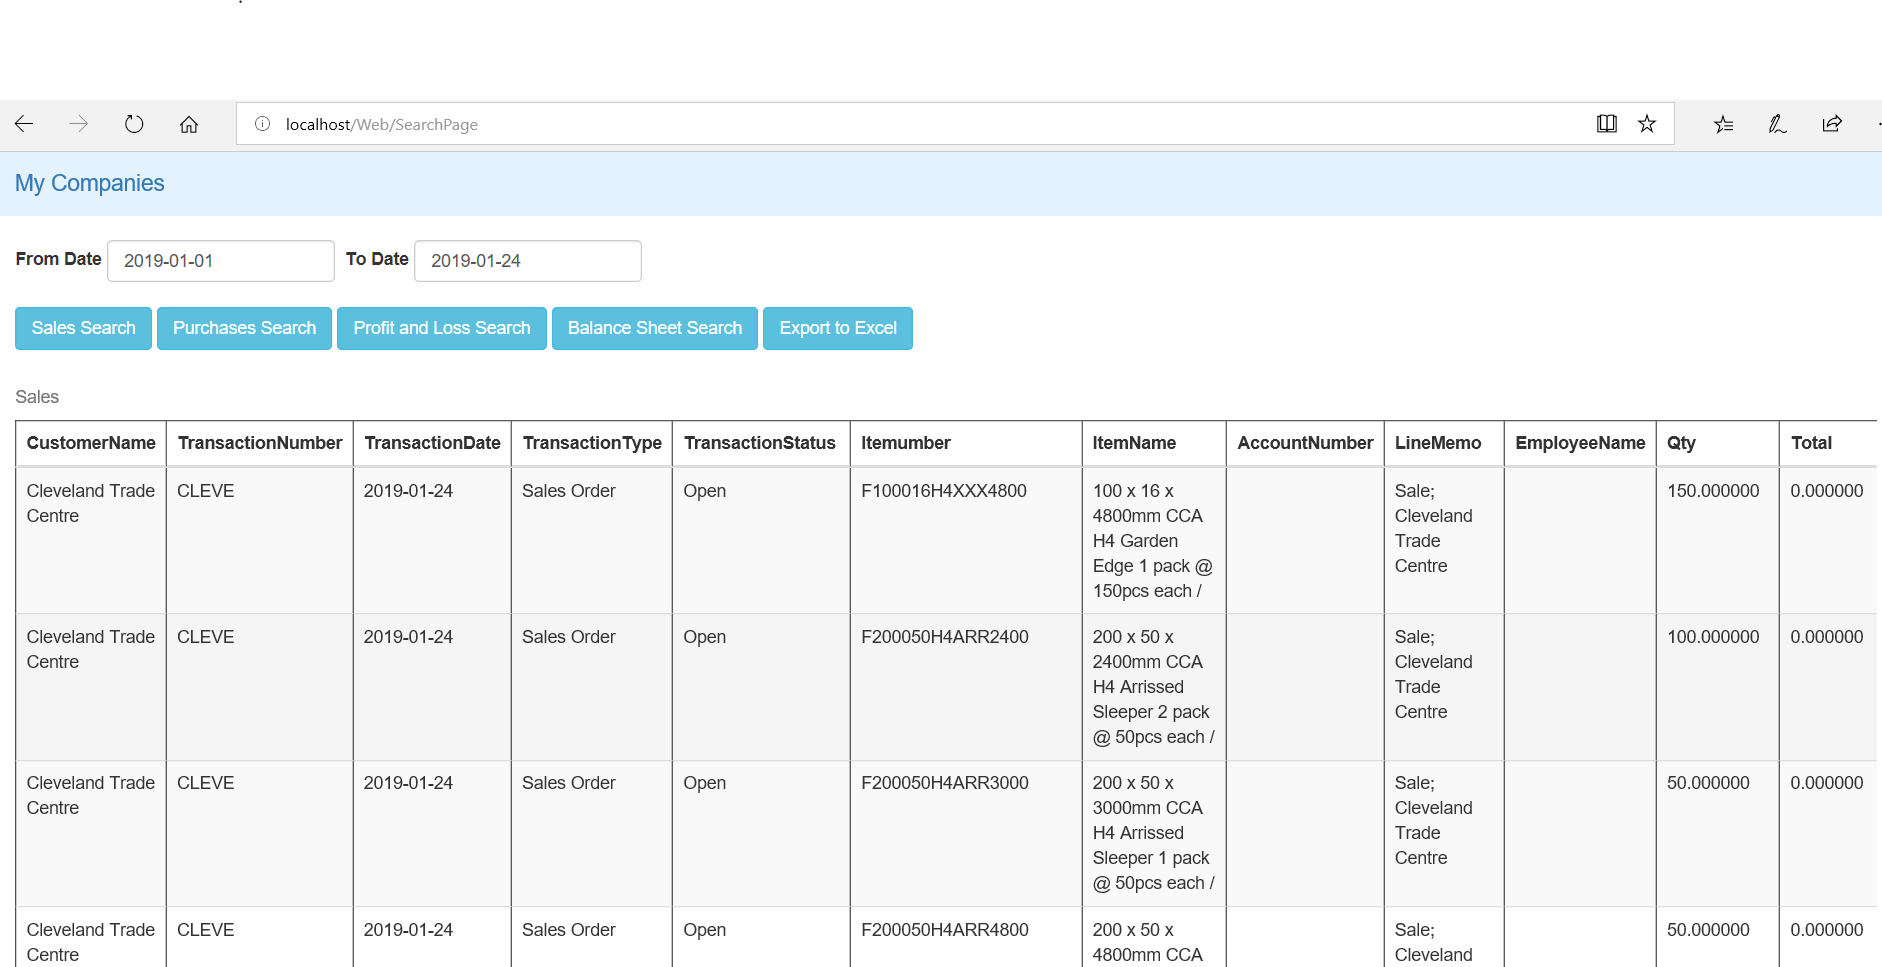 localhost/Web/SearchPage
My Companies
From Date 2019-01-01 To Date 2019-01-24
Sales Search Purchases Search Profit and Loss Search Balance Sheet Search Export to Excel
Sales
CustomerName TransactionNumber TransactionDate TransactionType TransactionStatus Itemumber ItemName AccountNumber LineMemo EmployeeName Qty Total
Cleveland Trade CLEVE 2019-01-24 Sales Order Open F100016H4XXX4800 100 x 16 x Sale; 150.000000 0.000000
Centre 4800mm CCA Cleveland
H4 Garden Trade
Edge 1 pack @ Centre
150pcs each /
Cleveland Trade CLEVE 2019-01-24 Sales Order Open F200050H4ARR2400 200 x 50 x Sale; 100.000000 0.000000
Centre 2400mm CCA Cleveland
H4 Arrissed Trade
Sleeper 2 pack Centre
@ 50pcs each /
Cleveland Trade CLEVE 2019-01-24 Sales Order Open F200050H4ARR3000 200 x 50 x Sale; 50.000000 0.000000
Centre 3000mm CCA Cleveland
H4 Arrissed Trade
Sleeper 1 pack Centre
@ 50pcs each /
Cleveland Trade CLEVE 2019-01-24 Sales Order Open F200050H4ARR4800 200 x 50 x Sale; 50.000000 0.000000
Centre 4800mm CCA Cleveland